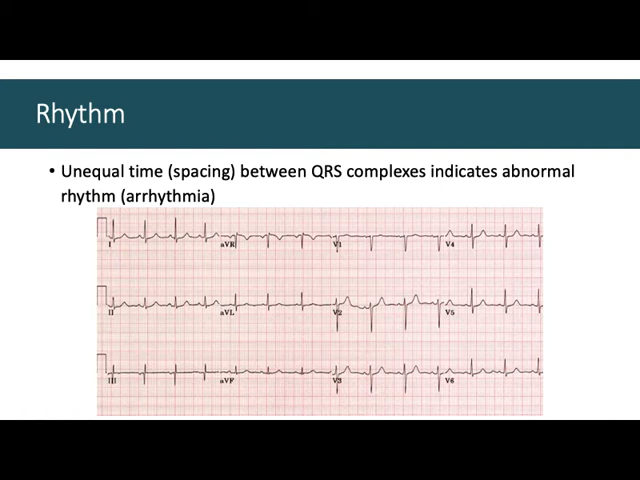 Rhythm
• Unequal time (spacing) between QRS complexes indicates abnormal
rhythm (arrhythmia)
I aVR V1 V4
II aVL V2 V5
III aVF V3 V6